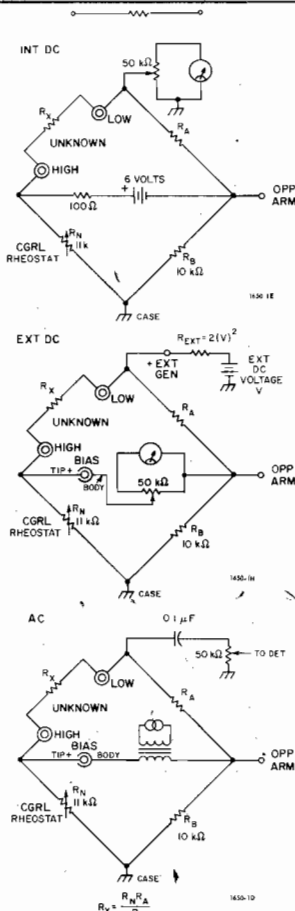 INT DC
50 kΩ
RX
LOW
RA
UNKNOWN
HIGH
6 VOLTS
+
100Ω
OPP
ARM
RN
11k
CGRL
RHEOSTAT
RB
10 kΩ
CASE
1650-1E
EXT DC
REXT=2(V)²
+ EXT
GEN
EXT
DC
VOLTAGE
V
RX
LOW
RA
UNKNOWN
HIGH
BIAS
TIP+
BODY
50 kΩ
OPP
ARM
RN
11 kΩ
CGRL
RHEOSTAT
RB
10 kΩ
CASE
1650-1H
AC
0.1 μF
50 kΩ
TO DET
RX
LOW
RA
UNKNOWN
HIGH
BIAS
TIP+
BODY
OPP
ARM
RN
11 kΩ
CGRL
RHEOSTAT
RB
10 kΩ
CASE
1650-1D
RX = RNRA